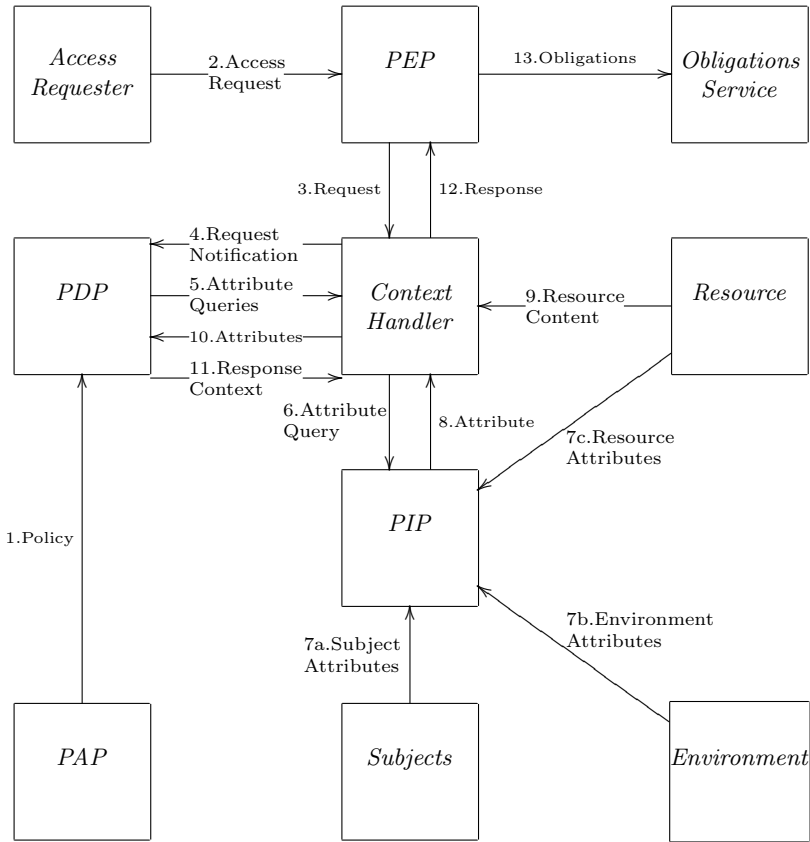 Access
Requester
2.Access
Request
PEP
13.Obligations
Obligations
Service
3.Request
12.Response
PDP
4.Request
Notification
5.Attribute
Queries
10.Attributes
11.Response
Context
Context
Handler
9.Resource
Content
Resource
6.Attribute
Query
8.Attribute
7c.Resource
Attributes
1.Policy
PIP
7a.Subject
Attributes
7b.Environment
Attributes
PAP
Subjects
Environment